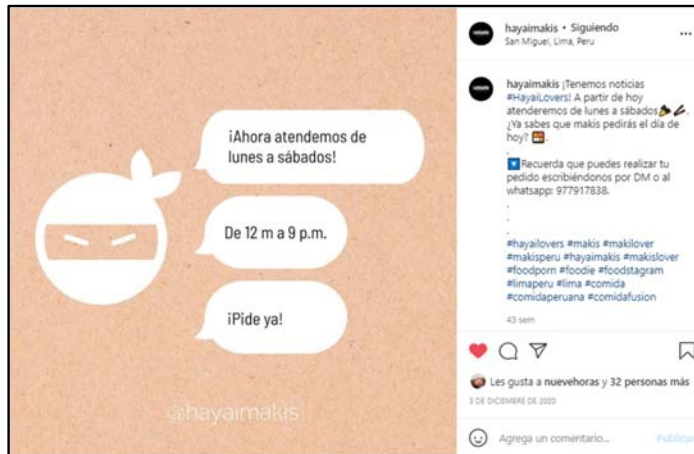 ¡Ahora atendemos de
lunes a sábados!
De 12 m a 9 p.m.
¡Pide ya!
@hayaimakis
hayaimakis • Siguiendo
San Miguel, Lima, Peru
hayaimakis ¡Tenemos noticias
#HayaiLovers! A partir de hoy
atenderemos de lunes a sábados🎉🥢.
¿Ya sabes que makis pedirás el día de
hoy? 🍱.
.
🔽Recuerda que puedes realizar tu
pedido escribiéndonos por DM o al
whatsapp: 977917838.
.
.
.
#hayailovers #makis #makilover
#makisperu #hayaimakis #makislover
#foodporn #foodie #foodstagram
#limaperu #lima #comida
#comidaperuana #comidafusion
43 sem
Les gusta a nuevehoras y 32 personas más
3 DE DICIEMBRE DE 2020
Agrega un comentario...
Publicar